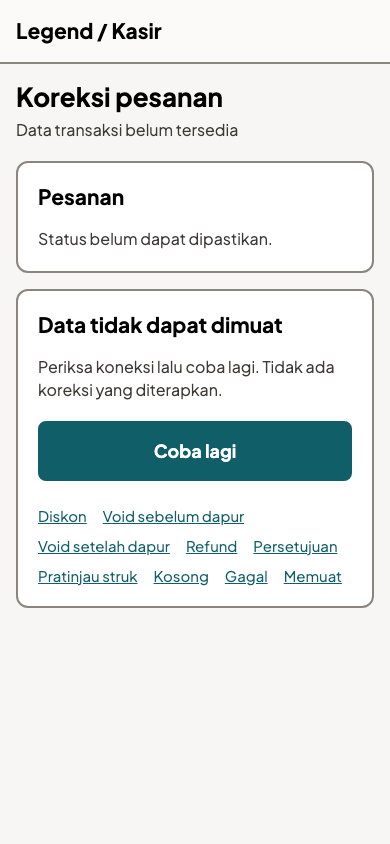 Legend / Kasir
Koreksi pesanan
Data transaksi belum tersedia
Pesanan
Status belum dapat dipastikan.
Data tidak dapat dimuat
Periksa koneksi lalu coba lagi. Tidak ada
koreksi yang diterapkan.
Coba lagi
Diskon Void sebelum dapur
Void setelah dapur Refund Persetujuan
Pratinjau struk Kosong Gagal Memuat